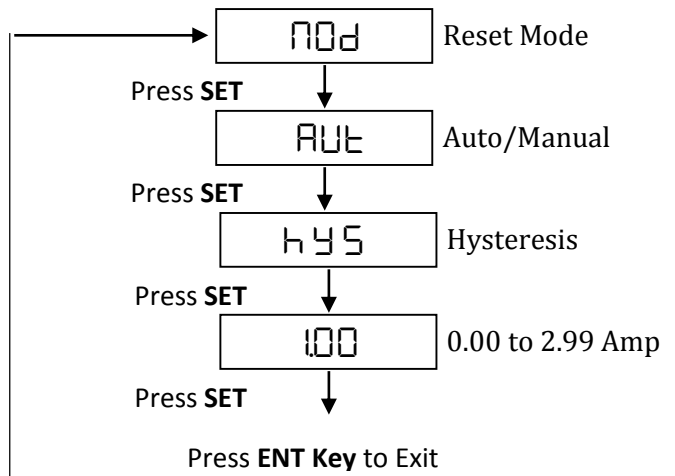 NOd Reset Mode
Press SET
AUt Auto/Manual
Press SET
hYS Hysteresis
Press SET
1.00 0.00 to 2.99 Amp
Press SET
Press ENT Key to Exit